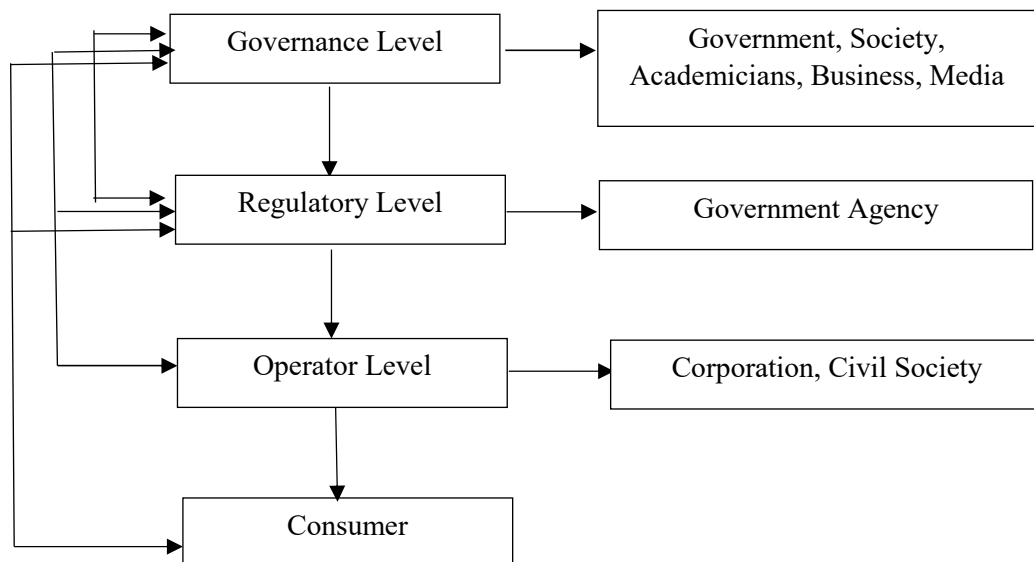 Governance Level
Government, Society,
Academicians, Business, Media
Regulatory Level
Government Agency
Operator Level
Corporation, Civil Society
Consumer